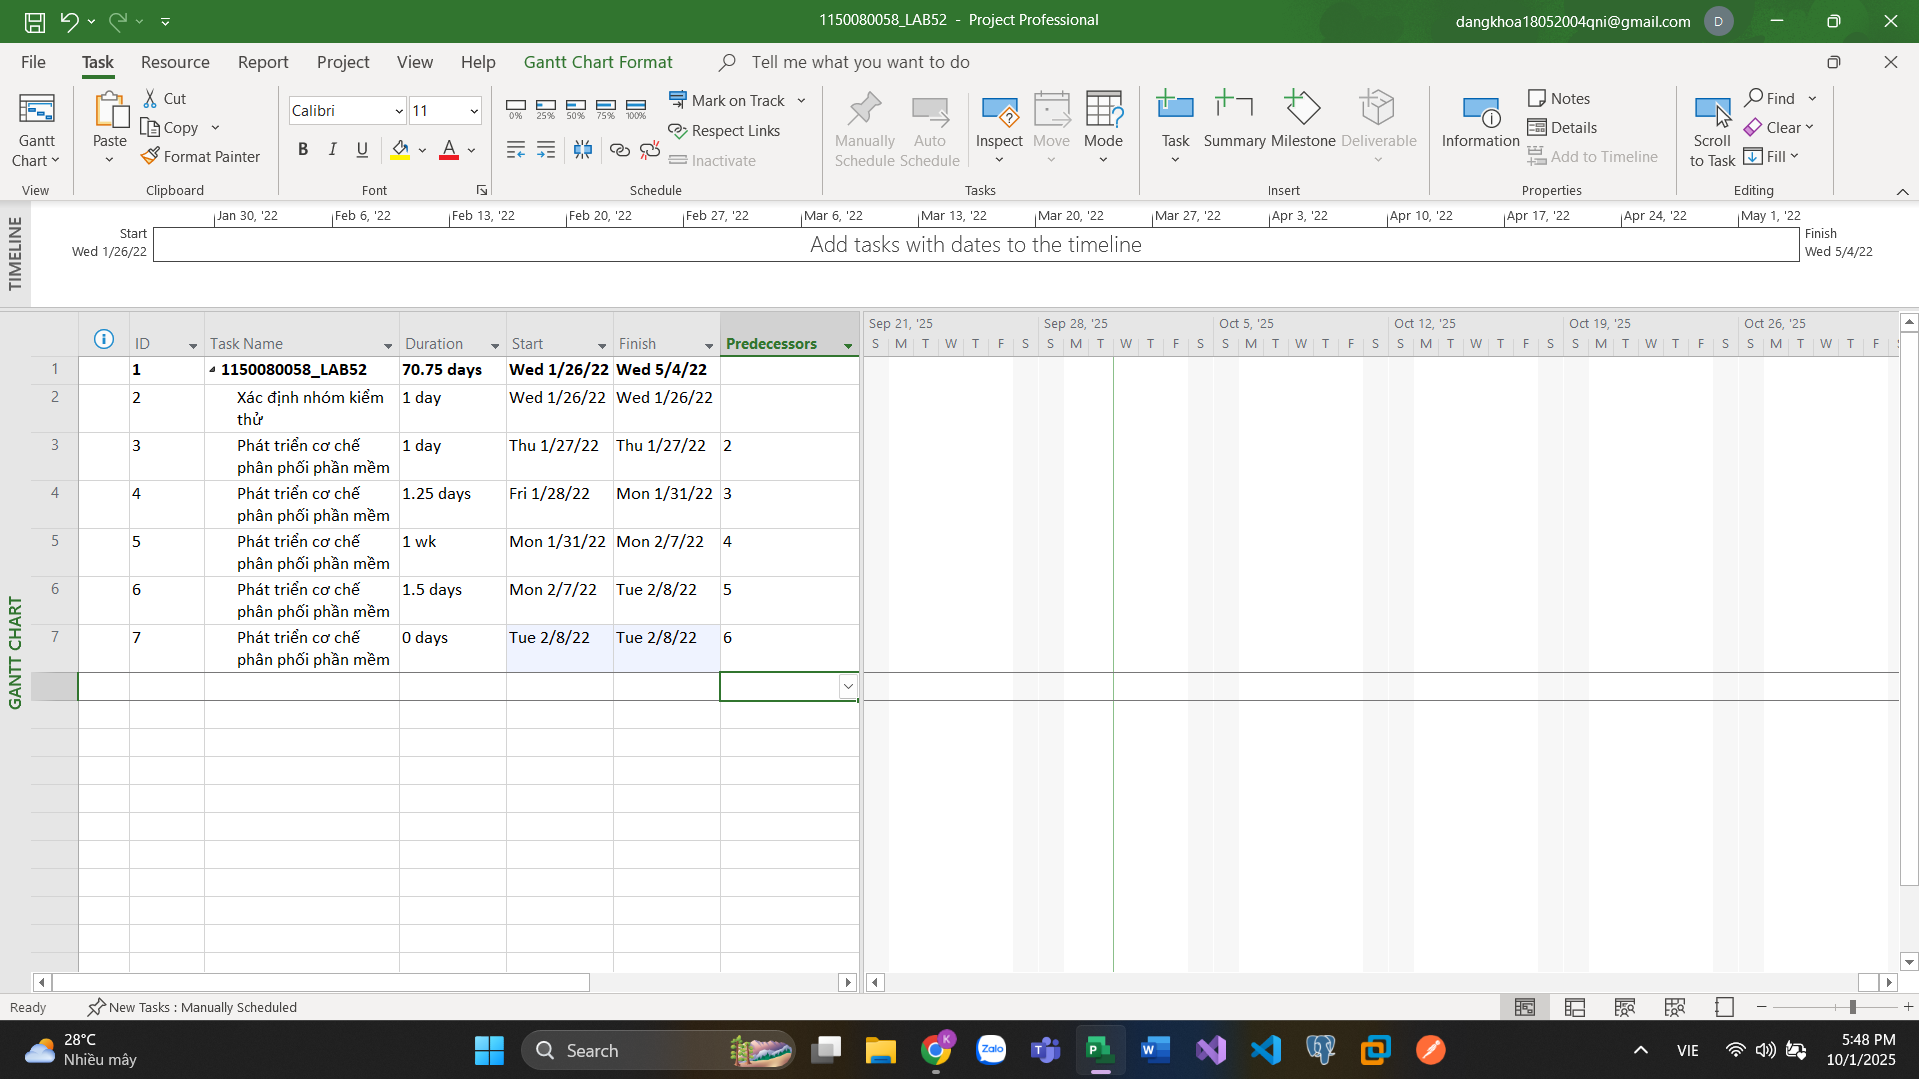 1150080058_LAB52 - Project Professional
dangkhoa18052004qni@gmail.com
D
File Task Resource Report Project View Help Gantt Chart Format Tell me what you want to do
Gantt Chart
View
Paste
Cut
Copy
Format Painter
Clipboard
Calibri 11
B I U A
Font
0% 25% 50% 75% 100%
Mark on Track
Respect Links
Inactivate
Schedule
Manually Schedule
Auto Schedule
Inspect
Move
Mode
Tasks
Task
Summary
Milestone
Deliverable
Insert
Information
Notes
Details
Add to Timeline
Properties
Scroll to Task
Find
Clear
Fill
Editing
TIMELINE
Jan 30, '22 Feb 6, '22 Feb 13, '22 Feb 20, '22 Feb 27, '22 Mar 6, '22 Mar 13, '22 Mar 20, '22 Mar 27, '22 Apr 3, '22 Apr 10, '22 Apr 17, '22 Apr 24, '22 May 1, '22
Start
Wed 1/26/22
Add tasks with dates to the timeline
Finish
Wed 5/4/22
GANTT CHART
ID Task Name Duration Start Finish Predecessors
Sep 21, '25 Sep 28, '25 Oct 5, '25 Oct 12, '25 Oct 19, '25 Oct 26, '25
S M T W T F S S M T W T F S S M T W T F S S M T W T F S S M T W T F S S M T W T F
1 1 1150080058_LAB52 70.75 days Wed 1/26/22 Wed 5/4/22
2 2 Xác định nhóm kiểm 1 day Wed 1/26/22 Wed 1/26/22
thử
3 3 Phát triển cơ chế 1 day Thu 1/27/22 Thu 1/27/22 2
phân phối phần mềm
4 4 Phát triển cơ chế 1.25 days Fri 1/28/22 Mon 1/31/22 3
phân phối phần mềm
5 5 Phát triển cơ chế 1 wk Mon 1/31/22 Mon 2/7/22 4
phân phối phần mềm
6 6 Phát triển cơ chế 1.5 days Mon 2/7/22 Tue 2/8/22 5
phân phối phần mềm
7 7 Phát triển cơ chế 0 days Tue 2/8/22 Tue 2/8/22 6
phân phối phần mềm
Ready New Tasks : Manually Scheduled
28°C
Nhiều mây
Search
K
Zalo
VIE
5:48 PM
10/1/2025